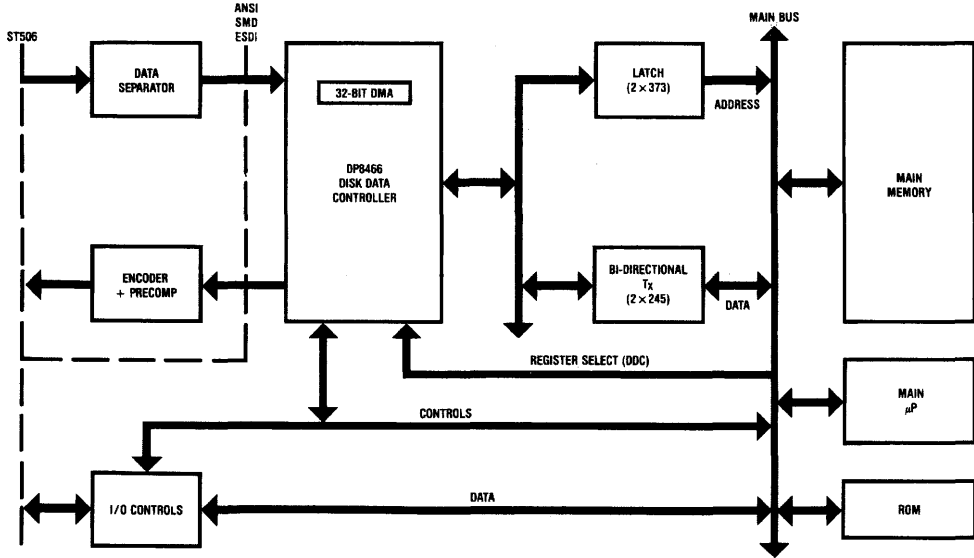 ST506
ANSI
SMD
ESDI
MAIN BUS
DATA
SEPARATOR
32-BIT DMA
DP8466
DISK DATA
CONTROLLER
LATCH
(2 × 373)
ADDRESS
MAIN
MEMORY
ENCODER
+ PRECOMP
BI-DIRECTIONAL
TX
(2 × 245)
DATA
REGISTER SELECT (DDC)
MAIN
μP
CONTROLS
I/O CONTROLS
DATA
ROM